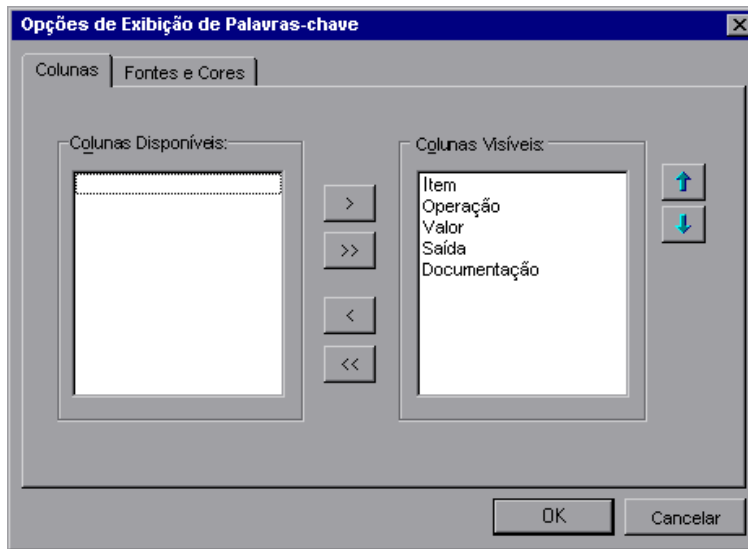 Opções de Exibição de Palavras-chave
Colunas
Fontes e Cores
Colunas Disponíveis:
Colunas Visíveis:
Item
Operação
Valor
Saída
Documentação
>
>>
<
<<
OK
Cancelar